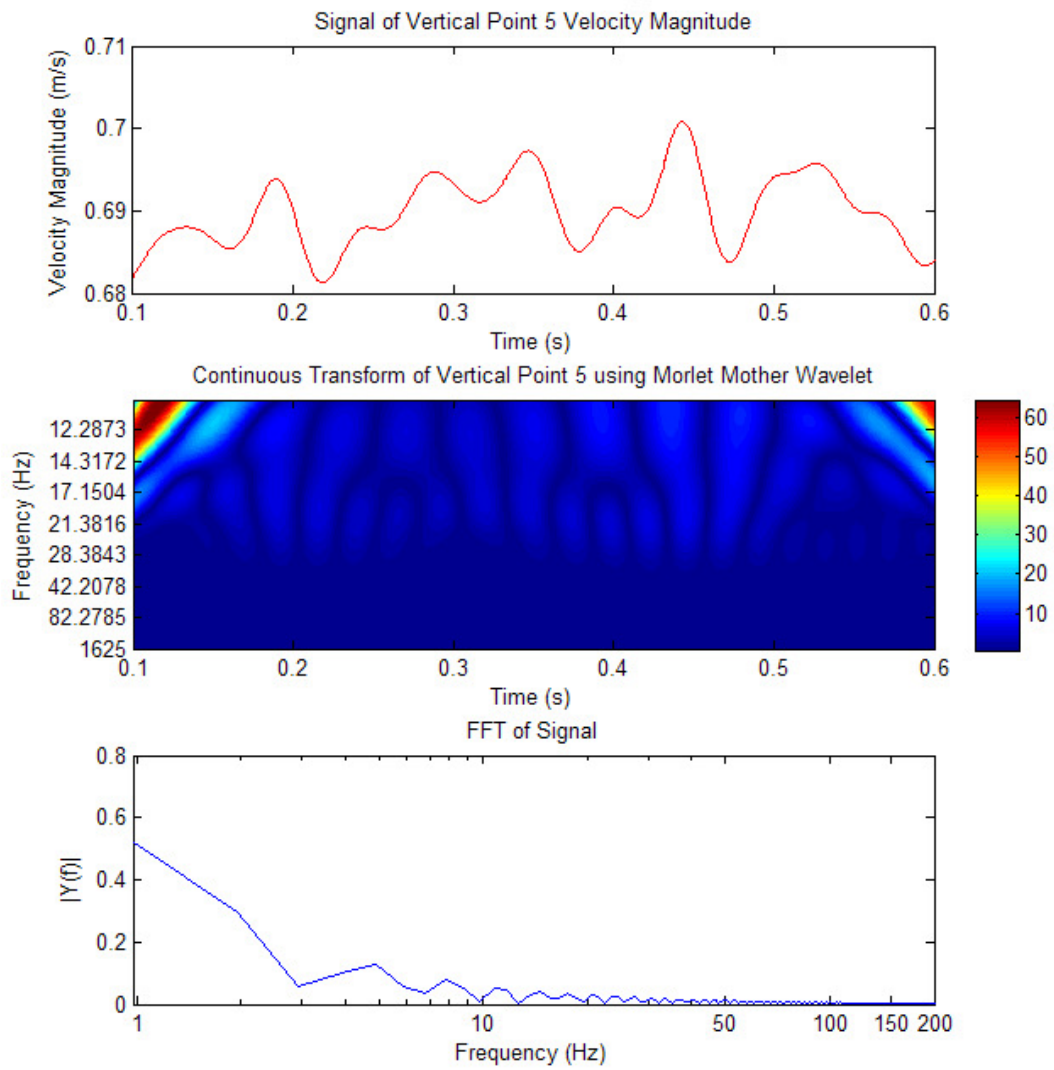 Signal of Vertical Point 5 Velocity Magnitude
Velocity Magnitude (m/s)
0.71
0.7
0.69
0.68
0.1 0.2 0.3 0.4 0.5 0.6
Time (s)
Continuous Transform of Vertical Point 5 using Morlet Mother Wavelet
Frequency (Hz)
12.2873
14.3172
17.1504
21.3816
28.3843
42.2078
82.2785
1625
0.1 0.2 0.3 0.4 0.5 0.6
Time (s)
60
50
40
30
20
10
FFT of Signal
|Y(f)|
0.8
0.6
0.4
0.2
0
1 10 50 100 150 200
Frequency (Hz)